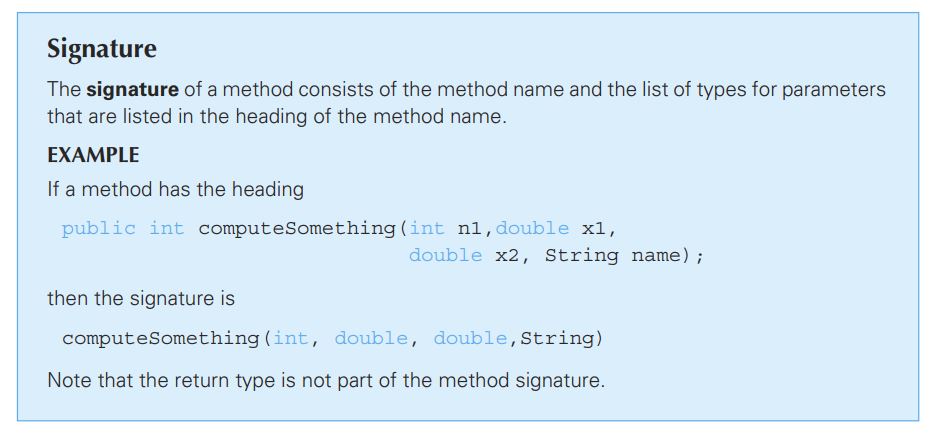 Signature
The signature of a method consists of the method name and the list of types for parameters
that are listed in the heading of the method name.
EXAMPLE
If a method has the heading
public int computeSomething(int n1,double x1,
double x2, String name);
then the signature is
computeSomething(int, double, double,String)
Note that the return type is not part of the method signature.